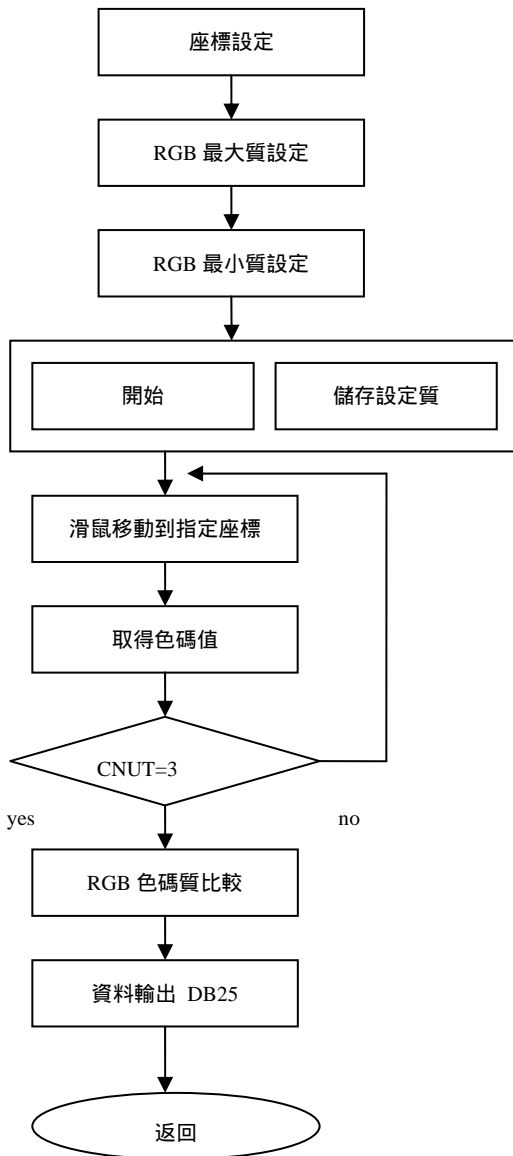 座標設定
RGB 最大質設定
RGB 最小質設定
開始
儲存設定質
滑鼠移動到指定座標
取得色碼值
CNUT=3
yes
no
RGB 色碼質比較
資料輸出 DB25
返回